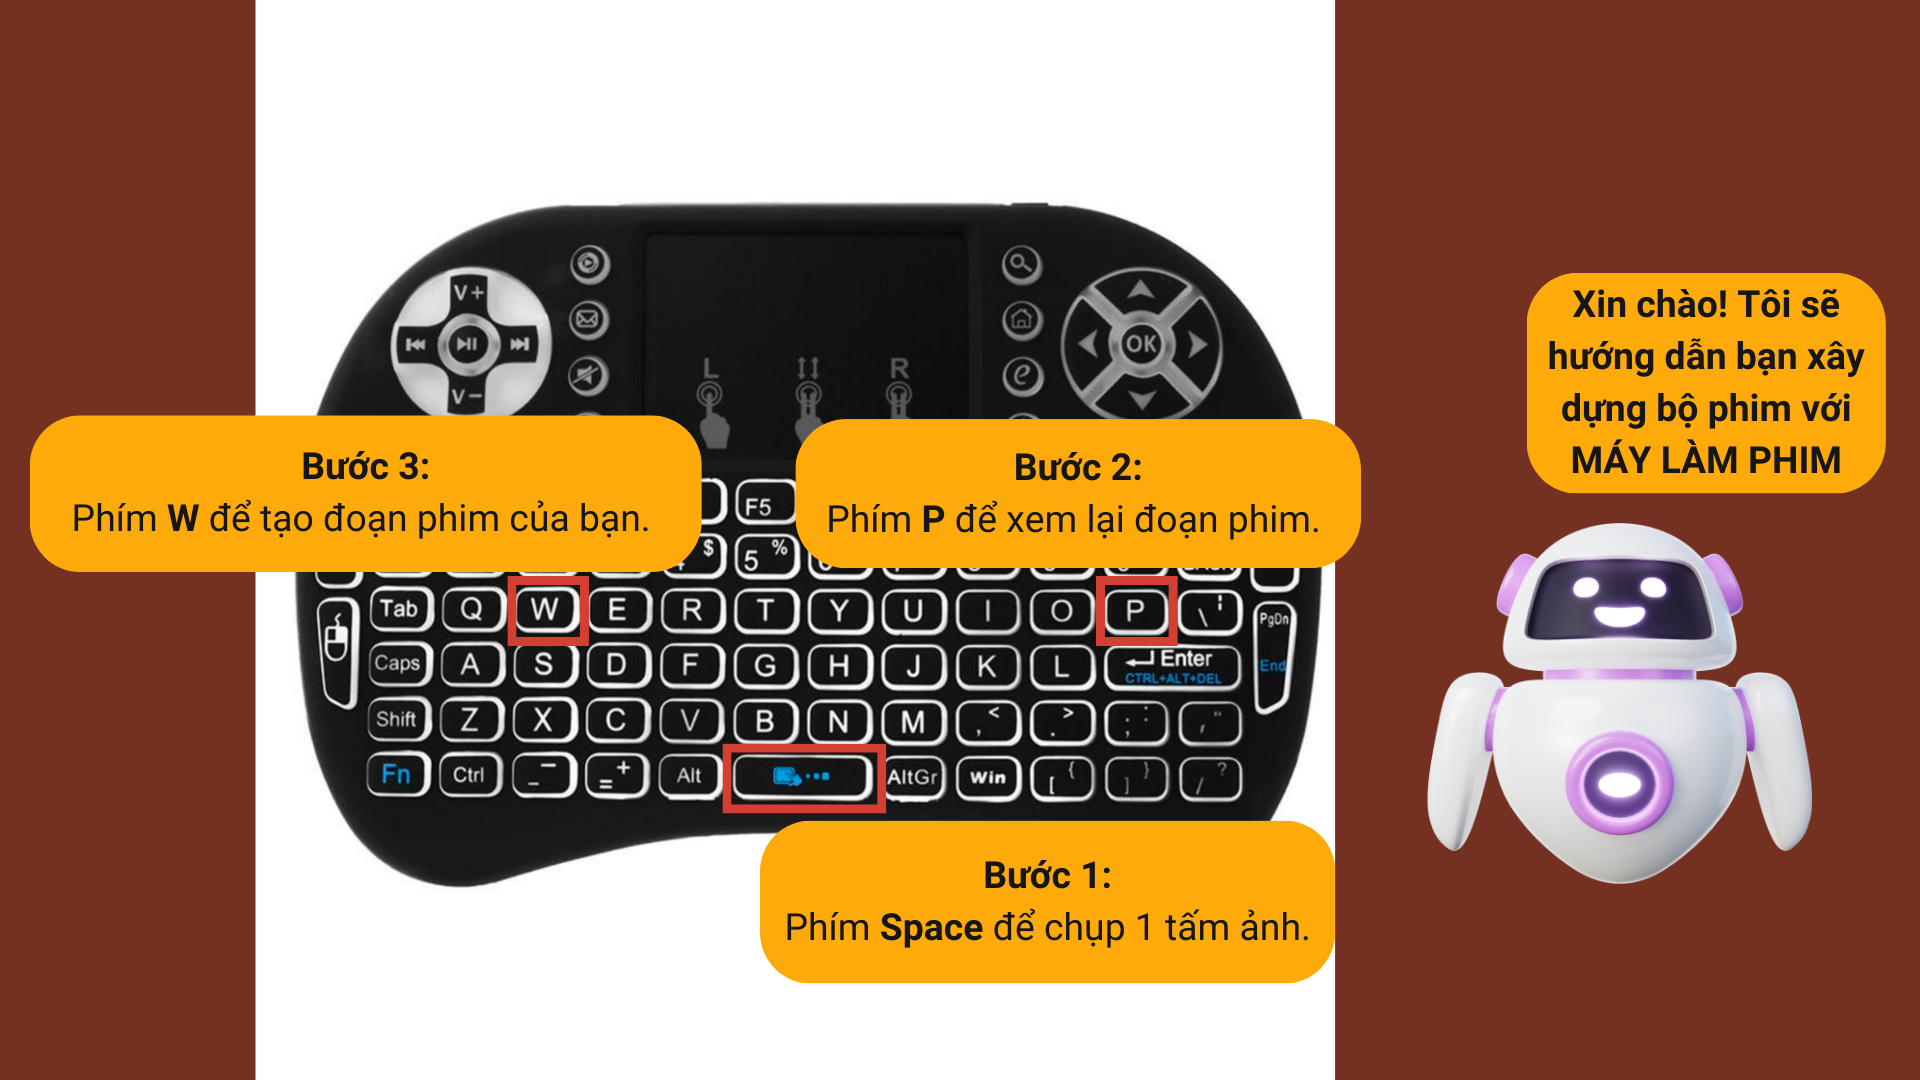 Xin chào! Tôi sẽ
hướng dẫn bạn xây
dựng bộ phim với
MÁY LÀM PHIM
V+
V-
OK
L
R
Bước 3:
Phím W để tạo đoạn phim của bạn.
Bước 2:
Phím P để xem lại đoạn phim.
F5
$
5 %
Tab Q W E R T Y U I O P \ ¦ PgDn
Caps A S D F G H J K L Enter End
CTRL+ALT+DEL
Shift Z X C V B N M , < . > ; : , "
Fn Ctrl _ – = + Alt AltGr Win [ { ] } / ?
Bước 1:
Phím Space để chụp 1 tấm ảnh.